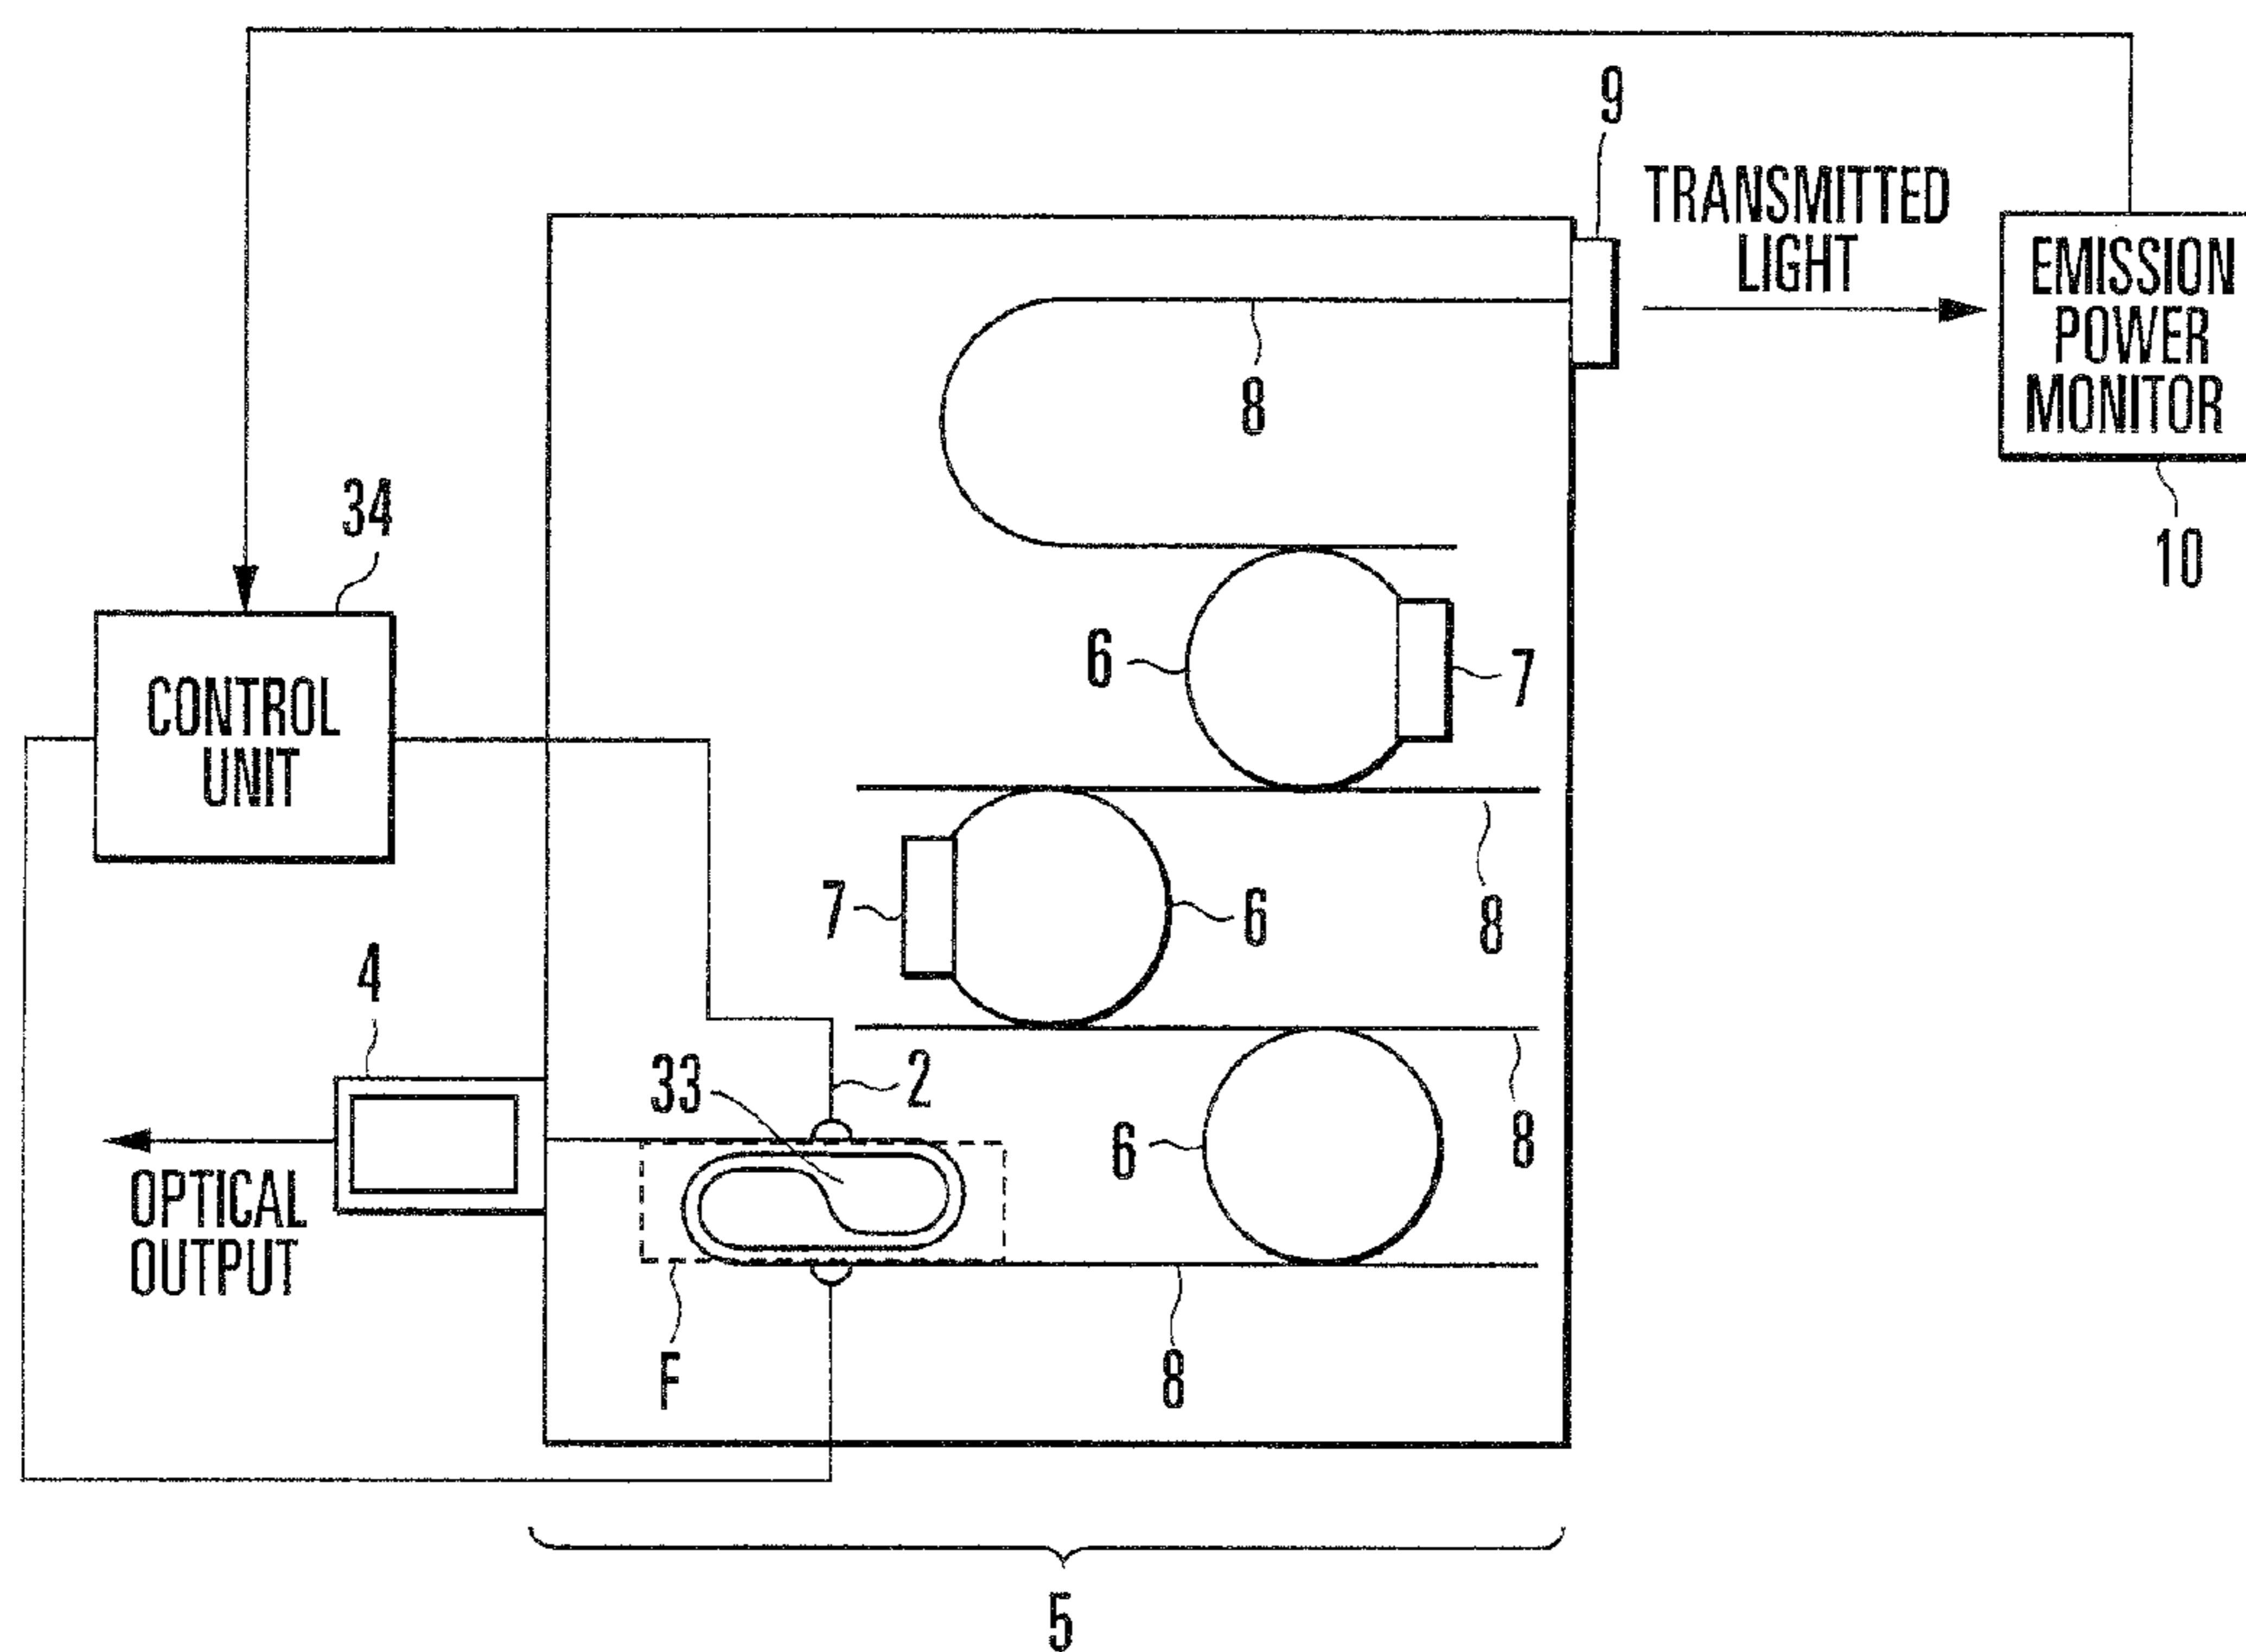 9
TRANSMITTED
LIGHT
EMISSION
POWER
MONITOR
10
8
34
CONTROL
UNIT
6
7
8
7
6
4
33
2
6
8
OPTICAL
OUTPUT
F
8
5